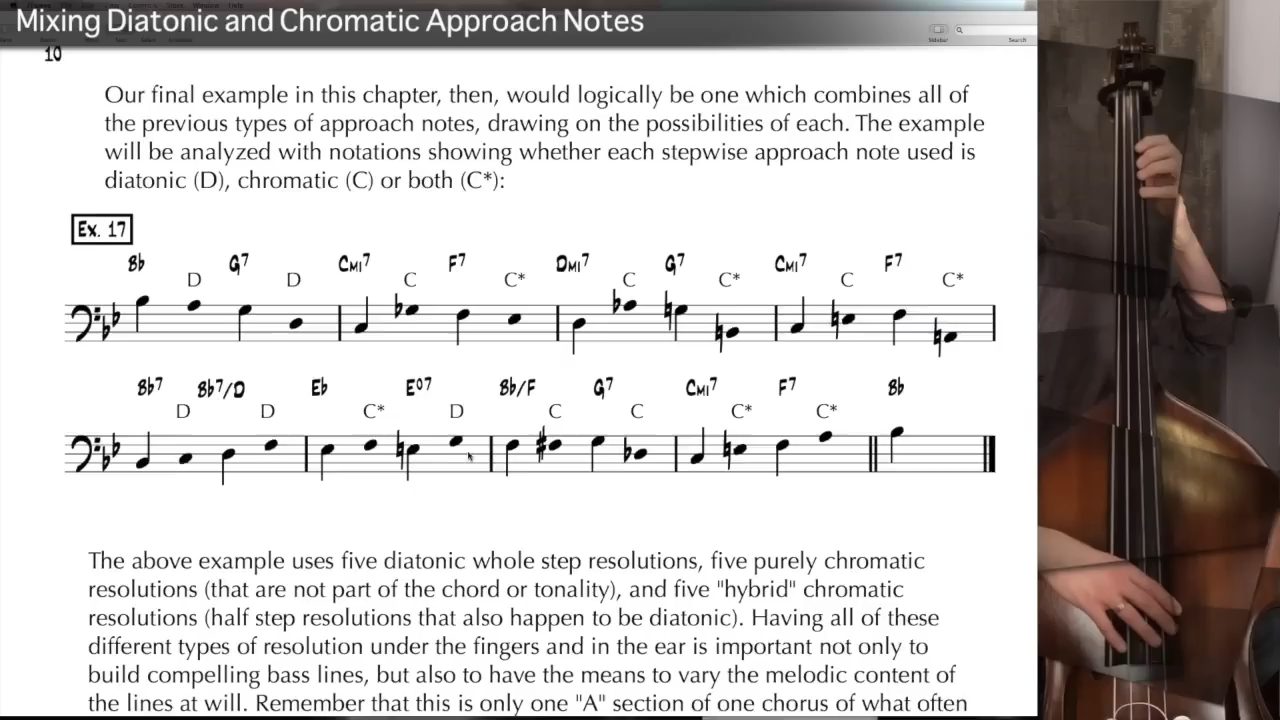 Mixing Diatonic and Chromatic Approach Notes
Sidebar
Search
10
Our final example in this chapter, then, would logically be one which combines all of
the previous types of approach notes, drawing on the possibilities of each. The example
will be analyzed with notations showing whether each stepwise approach note used is
diatonic (D), chromatic (C) or both (C*):
Ex. 17
B♭ G7 CMI7 F7 DMI7 G7 CMI7 F7
D D C C* C C* C C*
B♭7 B♭7/D E♭ E°7 B♭/F G7 CMI7 F7 B♭
D D C* D C C C* C*
The above example uses five diatonic whole step resolutions, five purely chromatic
resolutions (that are not part of the chord or tonality), and five "hybrid" chromatic
resolutions (half step resolutions that also happen to be diatonic). Having all of these
different types of resolution under the fingers and in the ear is important not only to
build compelling bass lines, but also to have the means to vary the melodic content of
the lines at will. Remember that this is only one "A" section of one chorus of what often